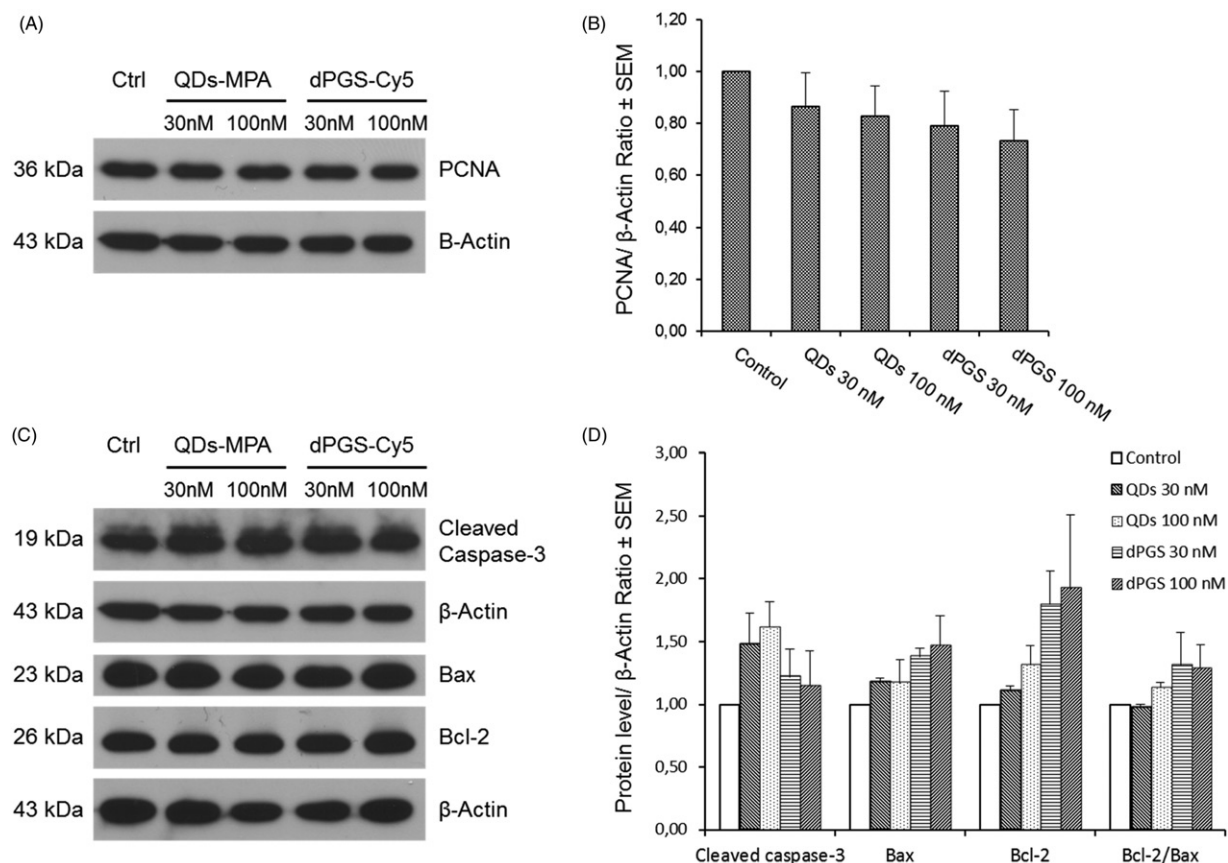 (A)
Ctrl QDs-MPA dPGS-Cy5
30nM 100nM 30nM 100nM
36 kDa PCNA
43 kDa B-Actin
(B)
PCNA/ β-Actin Ratio ± SEM
1,20
1,00
0,80
0,60
0,40
0,20
0,00
Control
QDs 30 nM
QDs 100 nM
dPGS 30 nM
dPGS 100 nM
(C)
Ctrl QDs-MPA dPGS-Cy5
30nM 100nM 30nM 100nM
19 kDa Cleaved
Caspase-3
43 kDa β-Actin
23 kDa Bax
26 kDa Bcl-2
43 kDa β-Actin
(D)
Protein level/ β-Actin Ratio ± SEM
3,00
2,50
2,00
1,50
1,00
0,50
0,00
Control
QDs 30 nM
QDs 100 nM
dPGS 30 nM
dPGS 100 nM
Cleaved caspase-3 Bax Bcl-2 Bcl-2/Bax